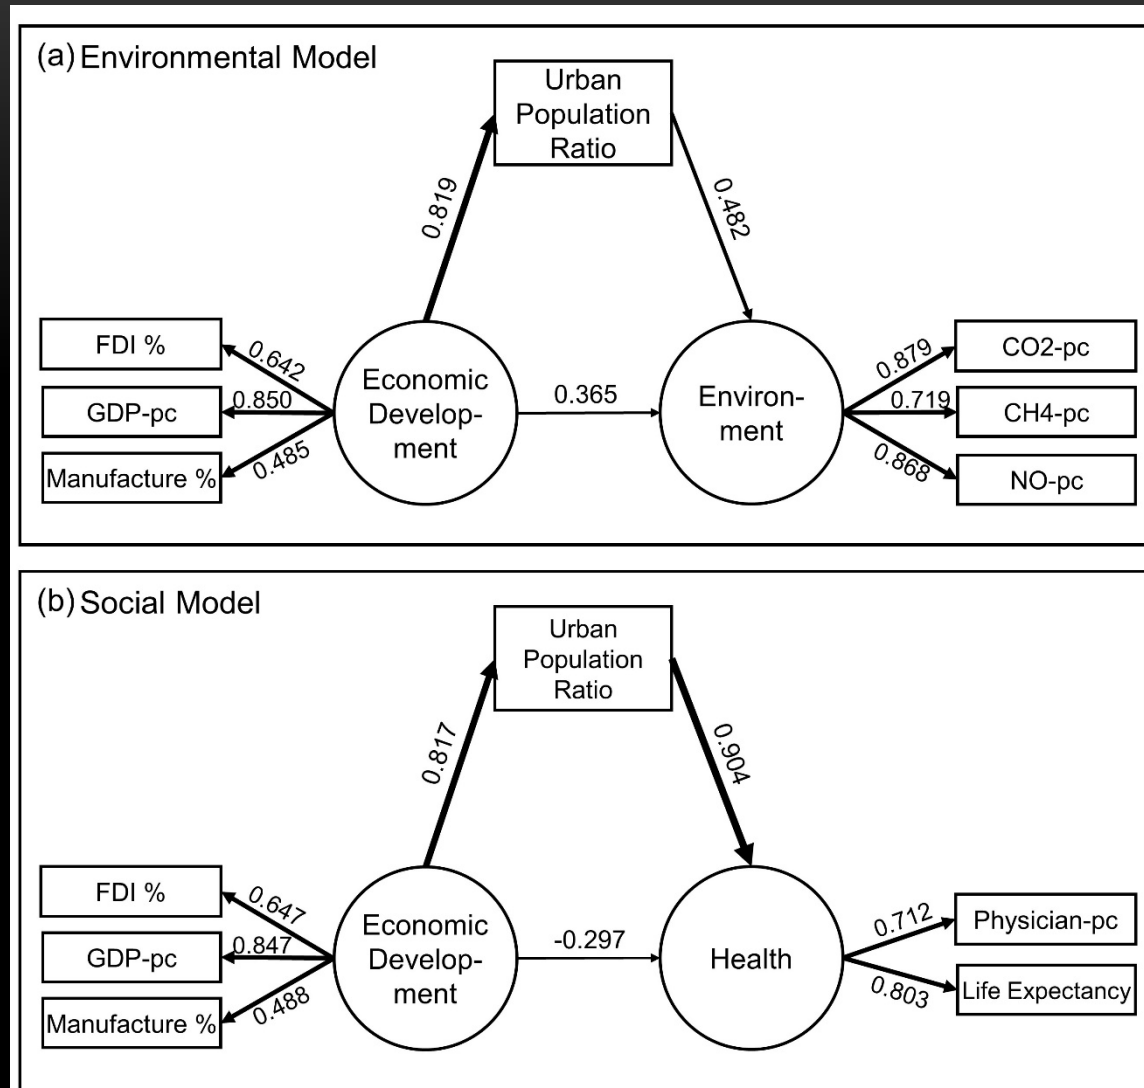 (a) Environmental Model
Urban
Population
Ratio
0.819
0.482
FDI %
GDP-pc
Manufacture %
0.642
0.850
0.485
Economic
Develop-
ment
0.365
Environ-
ment
0.879
0.719
0.868
CO2-pc
CH4-pc
NO-pc
(b) Social Model
Urban
Population
Ratio
0.817
0.904
FDI %
GDP-pc
Manufacture %
0.647
0.847
0.488
Economic
Develop-
ment
-0.297
Health
0.712
0.803
Physician-pc
Life Expectancy